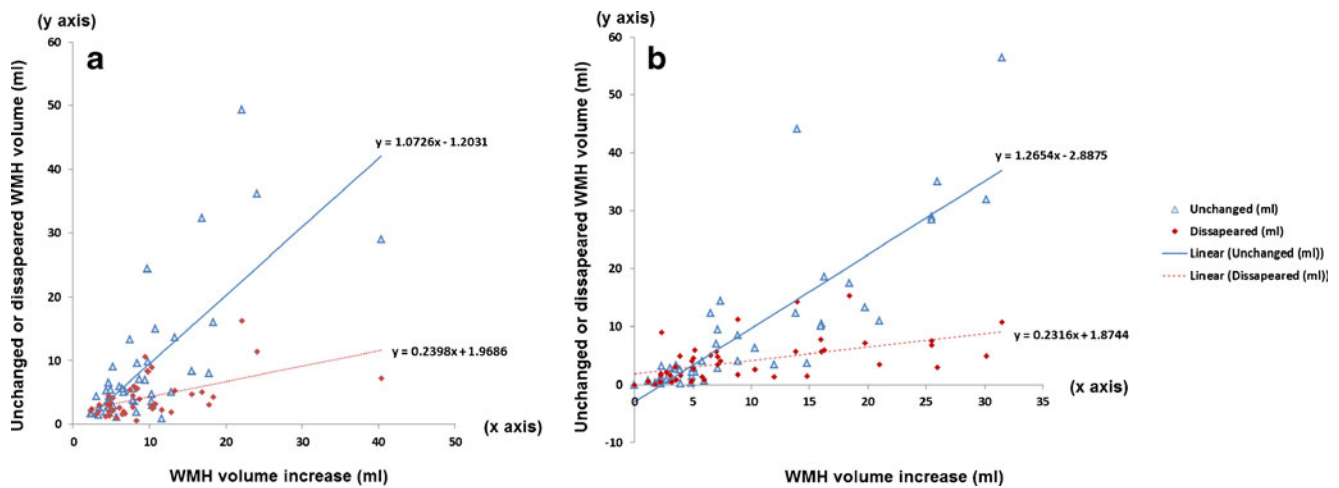 (y axis)
a
Unchanged or dissapeared WMH volume (ml)
60
50
40
30
20
10
0
y = 1.0726x - 1.2031
y = 0.2398x + 1.9686
0
10
20
30
40
50
(x axis)
WMH volume increase (ml)
(y axis)
b
Unchanged or dissapeared WMH volume (ml)
60
50
40
30
20
10
0
-10
y = 1.2654x - 2.8875
y = 0.2316x + 1.8744
(x axis)
0
5
10
15
20
25
30
35
WMH volume increase (ml)
Unchanged (ml)
Dissapeared (ml)
Linear (Unchanged (ml))
Linear (Dissapeared (ml))